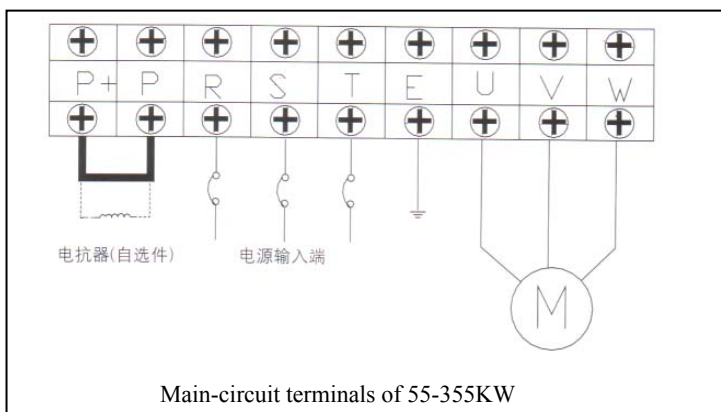 P+ P R S T E U V W
电抗器(自选件) 电源输入端
M
Main-circuit terminals of 55-355KW